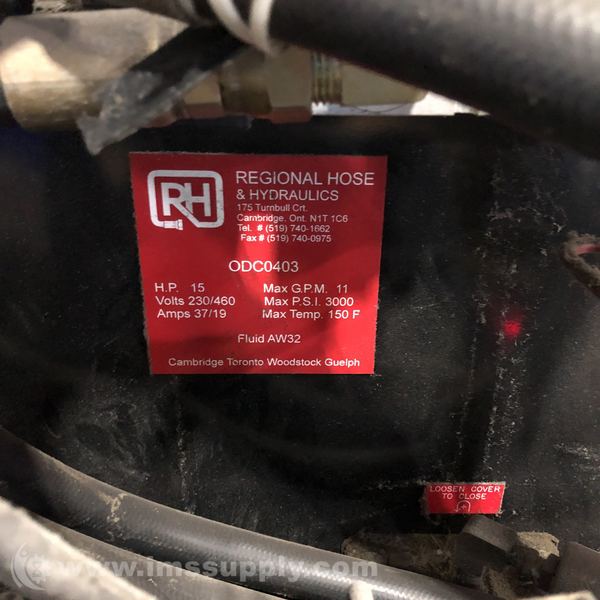 RH
REGIONAL HOSE
& HYDRAULICS
175 Turnbull Crt.
Cambridge, Ont. N1T 1C6
Tel. # (519) 740-1662
Fax # (519) 740-0975
ODC0403
H.P. 15 Max G.P.M. 11
Volts 230/460 Max P.S.I. 3000
Amps 37/19 Max Temp. 150 F
Fluid AW32
Cambridge Toronto Woodstock Guelph
LOOSEN COVER
TO CLOSE
www.imssupply.com